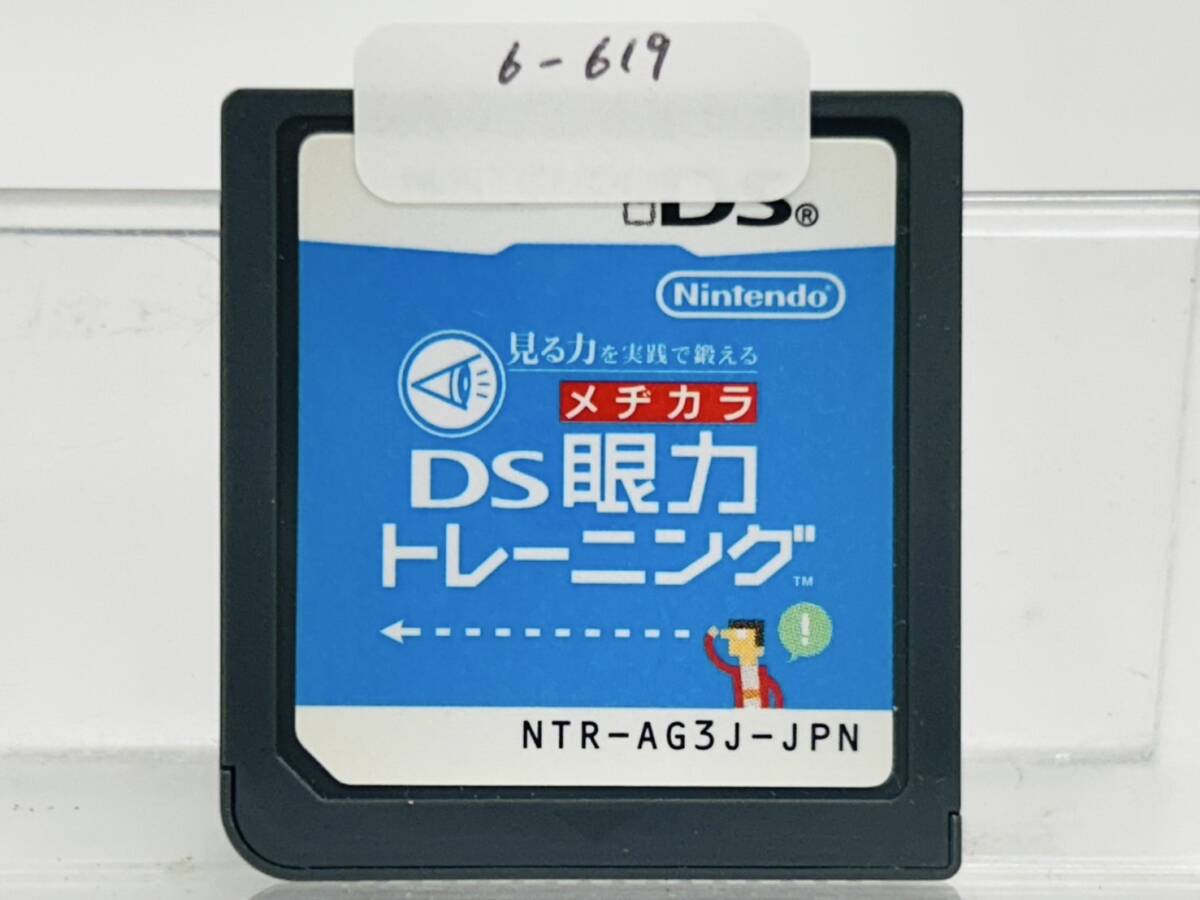 6-619
DS®
Nintendo®
見る力を実践で鍛える
メヂカラ
DS眼力
トレーニング™
!
NTR-AG3J-JPN